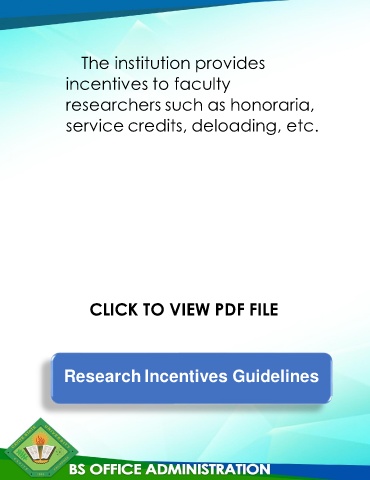 The institution provides
incentives to faculty
researchers such as honoraria,
service credits, deloading, etc.
CLICK TO VIEW PDF FILE
Research Incentives Guidelines
BS OFFICE ADMINISTRATION